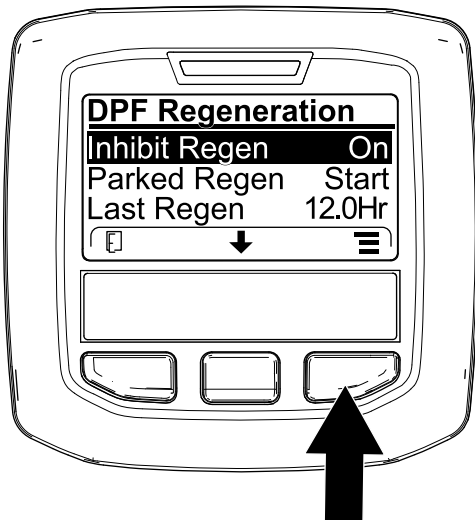 DPF Regeneration
Inhibit Regen On
Parked Regen Start
Last Regen 12.0Hr